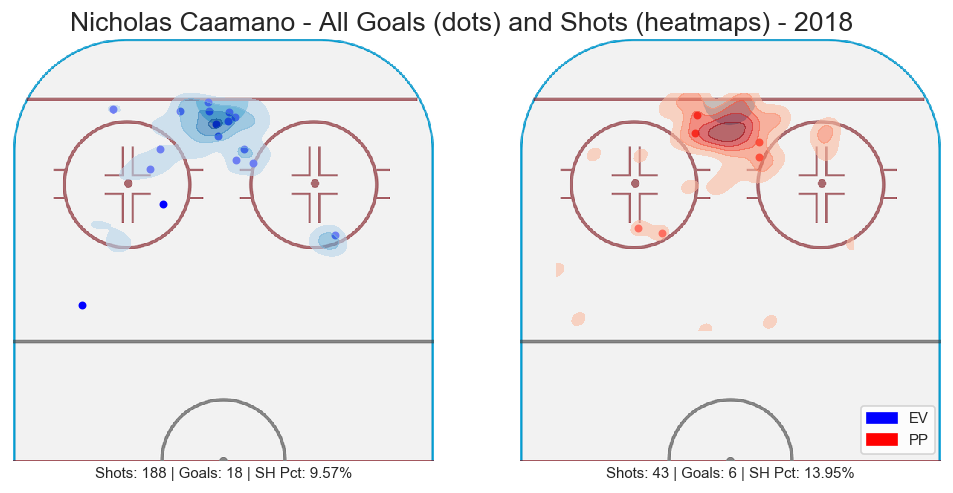 Nicholas Caamano - All Goals (dots) and Shots (heatmaps) - 2018
EV
PP
Shots: 188 | Goals: 18 | SH Pct: 9.57%
Shots: 43 | Goals: 6 | SH Pct: 13.95%